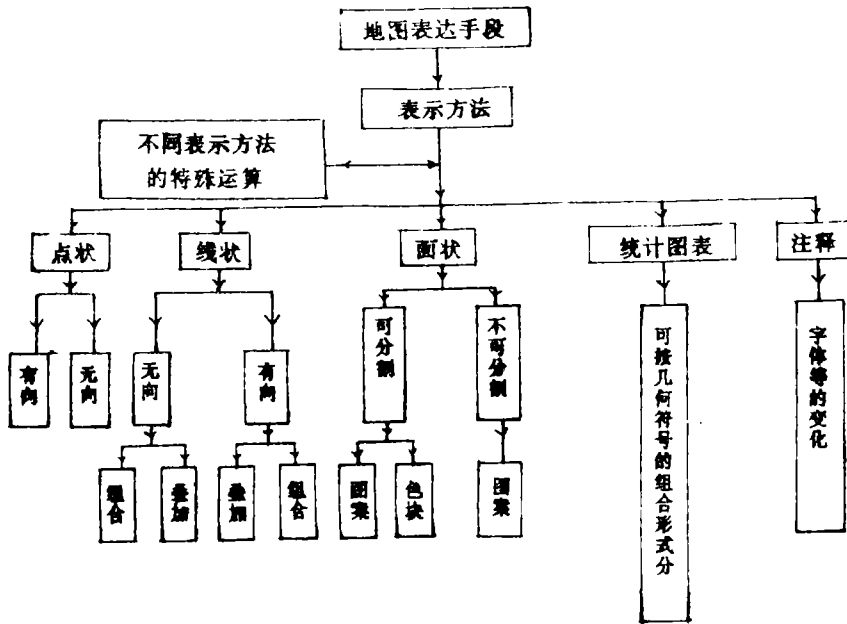 地图表达手段
表示方法
不同表示方法
的特殊运算
点状
线状
面状
统计图表
注释
有向
无向
无向
有向
可分割
不可分割
可按几何符号的组合形式分
字体等的变化
组合
叠加
叠加
组合
图案
色块
图案